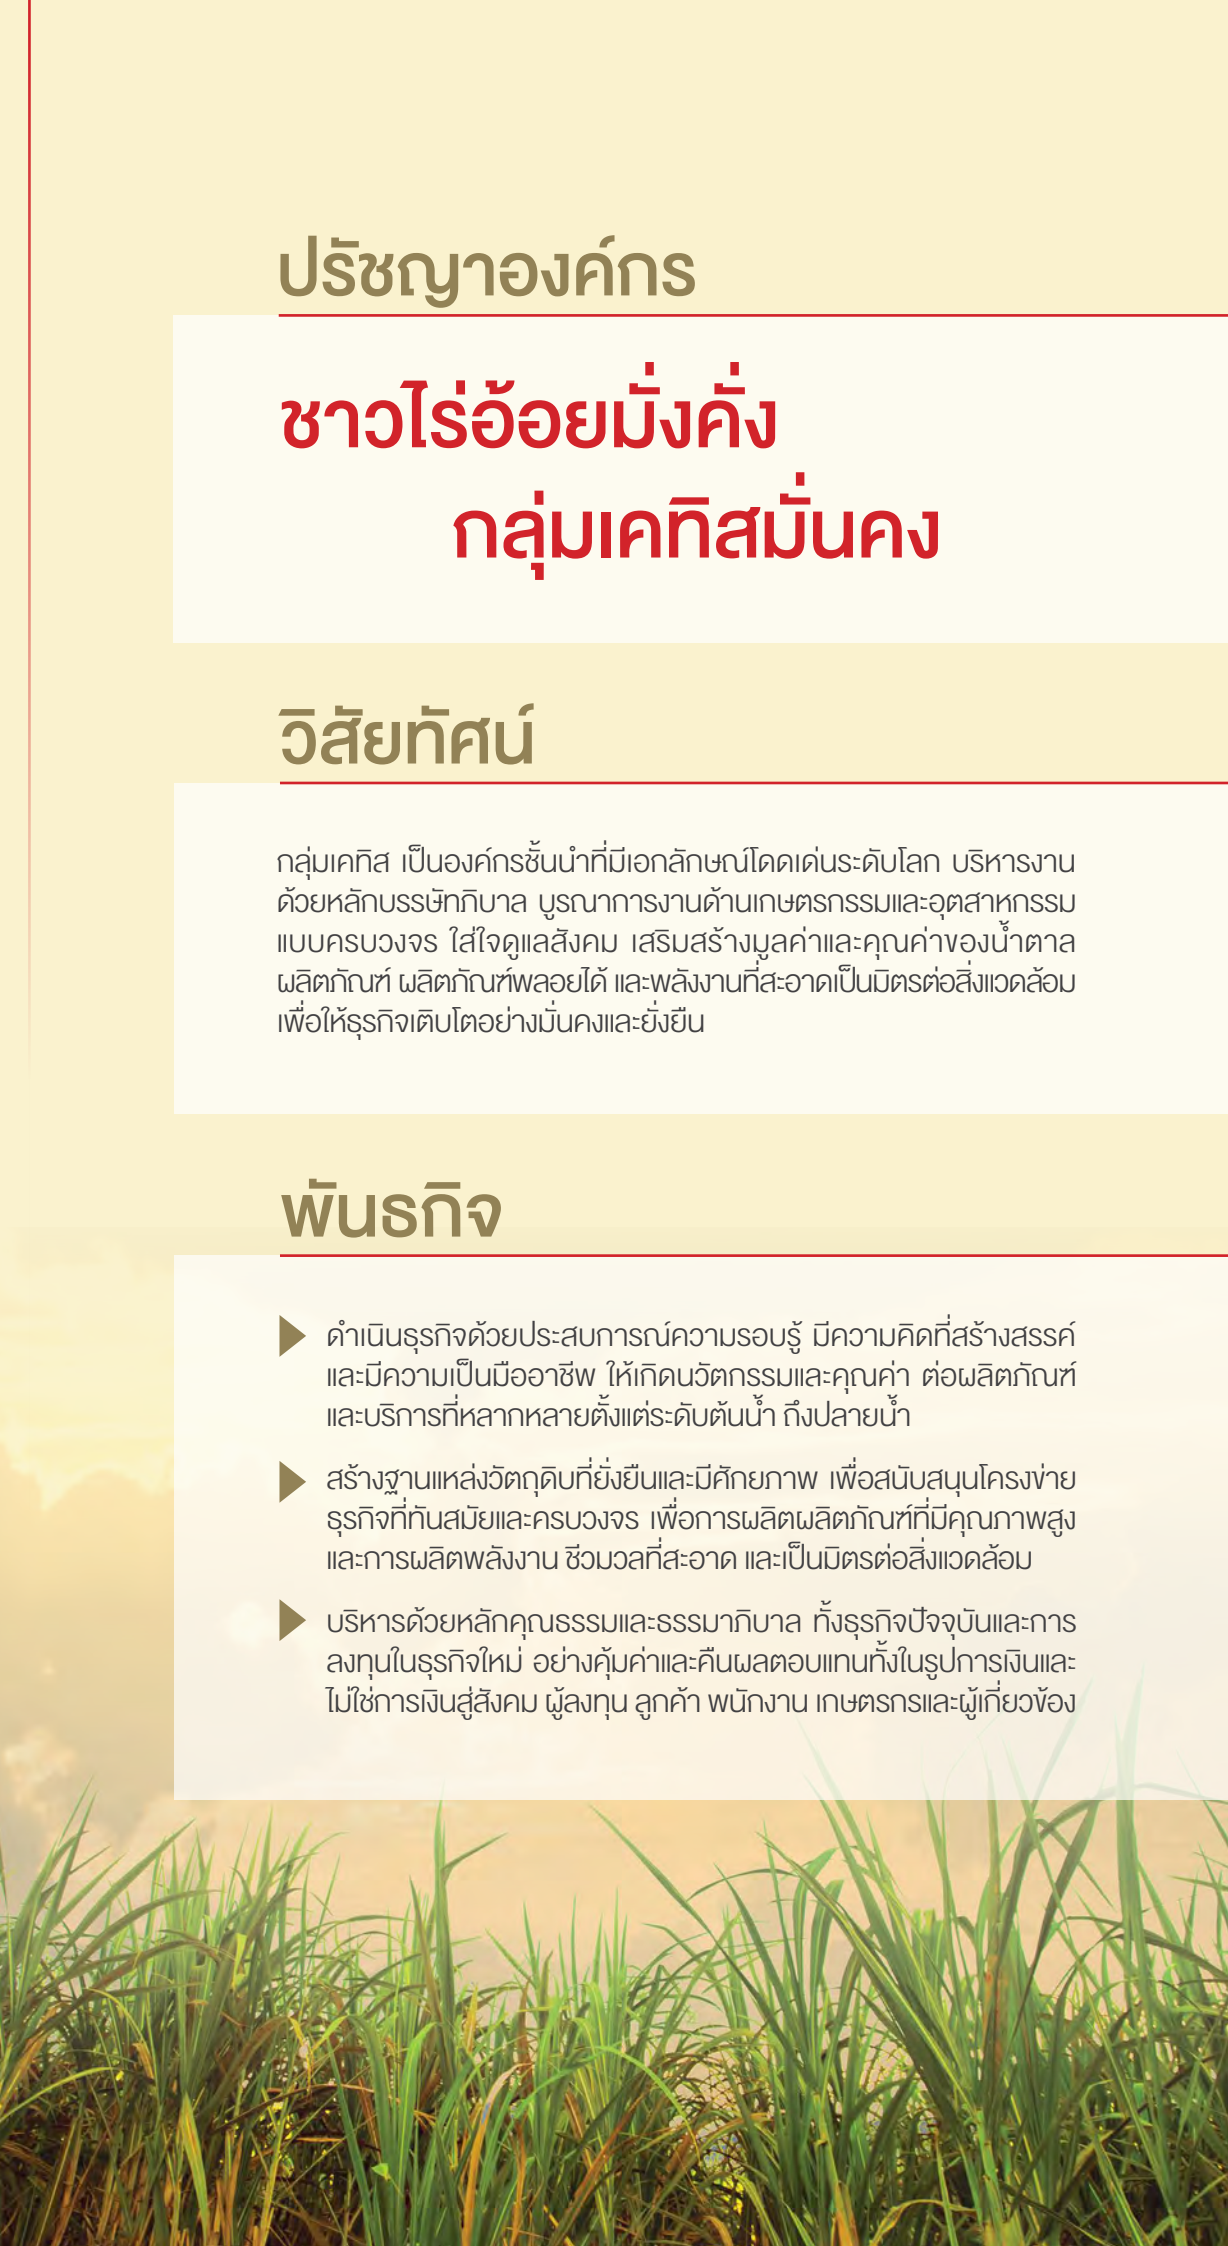 ปรัชญาองค์กร
ชาวไร่อ้อยมั่งคั่ง
กลุ่มเคทิสมั่นคง
วิสัยทัศน์
กลุ่มเคทิส เป็นองค์กรชั้นนำที่มีเอกลักษณ์โดดเด่นระดับโลก บริหารงาน
ด้วยหลักบรรษัทภิบาล บูรณาการงานด้านเกษตรกรรมและอุตสาหกรรม
แบบครบวงจร ใส่ใจดูแลสังคม เสริมสร้างมูลค่าและคุณค่าของน้ำตาล
ผลิตภัณฑ์ ผลิตภัณฑ์พลอยได้ และพลังงานที่สะอาดเป็นมิตรต่อสิ่งแวดล้อม
เพื่อให้ธุรกิจเติบโตอย่างมั่นคงและยั่งยืน
พันธกิจ
ดำเนินธุรกิจด้วยประสบการณ์ความรอบรู้ มีความคิดที่สร้างสรรค์
และมีความเป็นมืออาชีพ ให้เกิดนวัตกรรมและคุณค่า ต่อผลิตภัณฑ์
และบริการที่หลากหลายตั้งแต่ระดับต้นน้ำ ถึงปลายน้ำ
สร้างฐานแหล่งวัตถุดิบที่ยั่งยืนและมีศักยภาพ เพื่อสนับสนุนโครงข่าย
ธุรกิจที่ทันสมัยและครบวงจร เพื่อการผลิตผลิตภัณฑ์ที่มีคุณภาพสูง
และการผลิตพลังงาน ชีวมวลที่สะอาด และเป็นมิตรต่อสิ่งแวดล้อม
บริหารด้วยหลักคุณธรรมและธรรมาภิบาล ทั้งธุรกิจปัจจุบันและการ
ลงทุนในธุรกิจใหม่ อย่างคุ้มค่าและคืนผลตอบแทนทั้งในรูปการเงินและ
ไม่ใช่การเงินสู่สังคม ผู้ลงทุน ลูกค้า พนักงาน เกษตรกรและผู้เกี่ยวข้อง